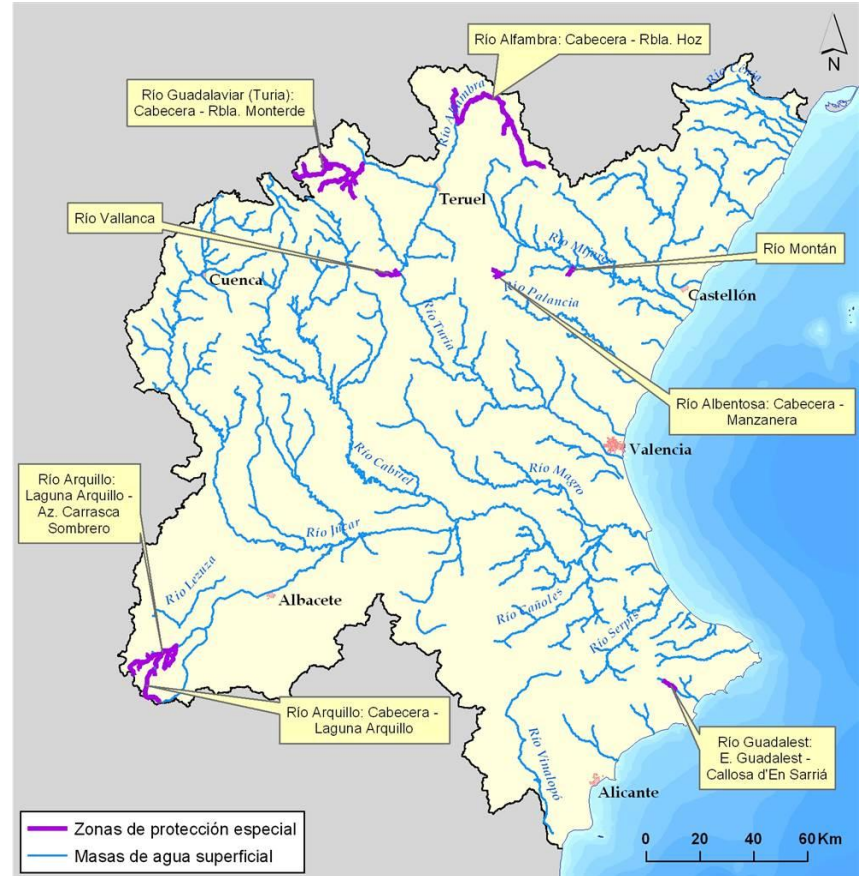 Río Alfambra: Cabecera - Rbla. Hoz
N
Río Cenia
Río Guadalaviar (Turia):
Cabecera - Rbla. Monterde
Río Alfambra
Teruel
Río Vallanca
Río Mijares
Río Montán
Cuenca
Castellón
Río Palancia
Río Turia
Río Albentosa: Cabecera -
Manzanera
Valencia
Río Cabriel
Río Magro
Río Arquillo:
Laguna Arquillo -
Az. Carrasca
Sombrero
Río Júcar
Río Lezuza
Albacete
Río Cañoles
Río Serpis
Río Arquillo: Cabecera -
Laguna Arquillo
Río Guadalest:
E. Guadalest -
Callosa d'En Sarriá
Río Vinalopó
Alicante
Zonas de protección especial
Masas de agua superficial
0 20 40 60 Km